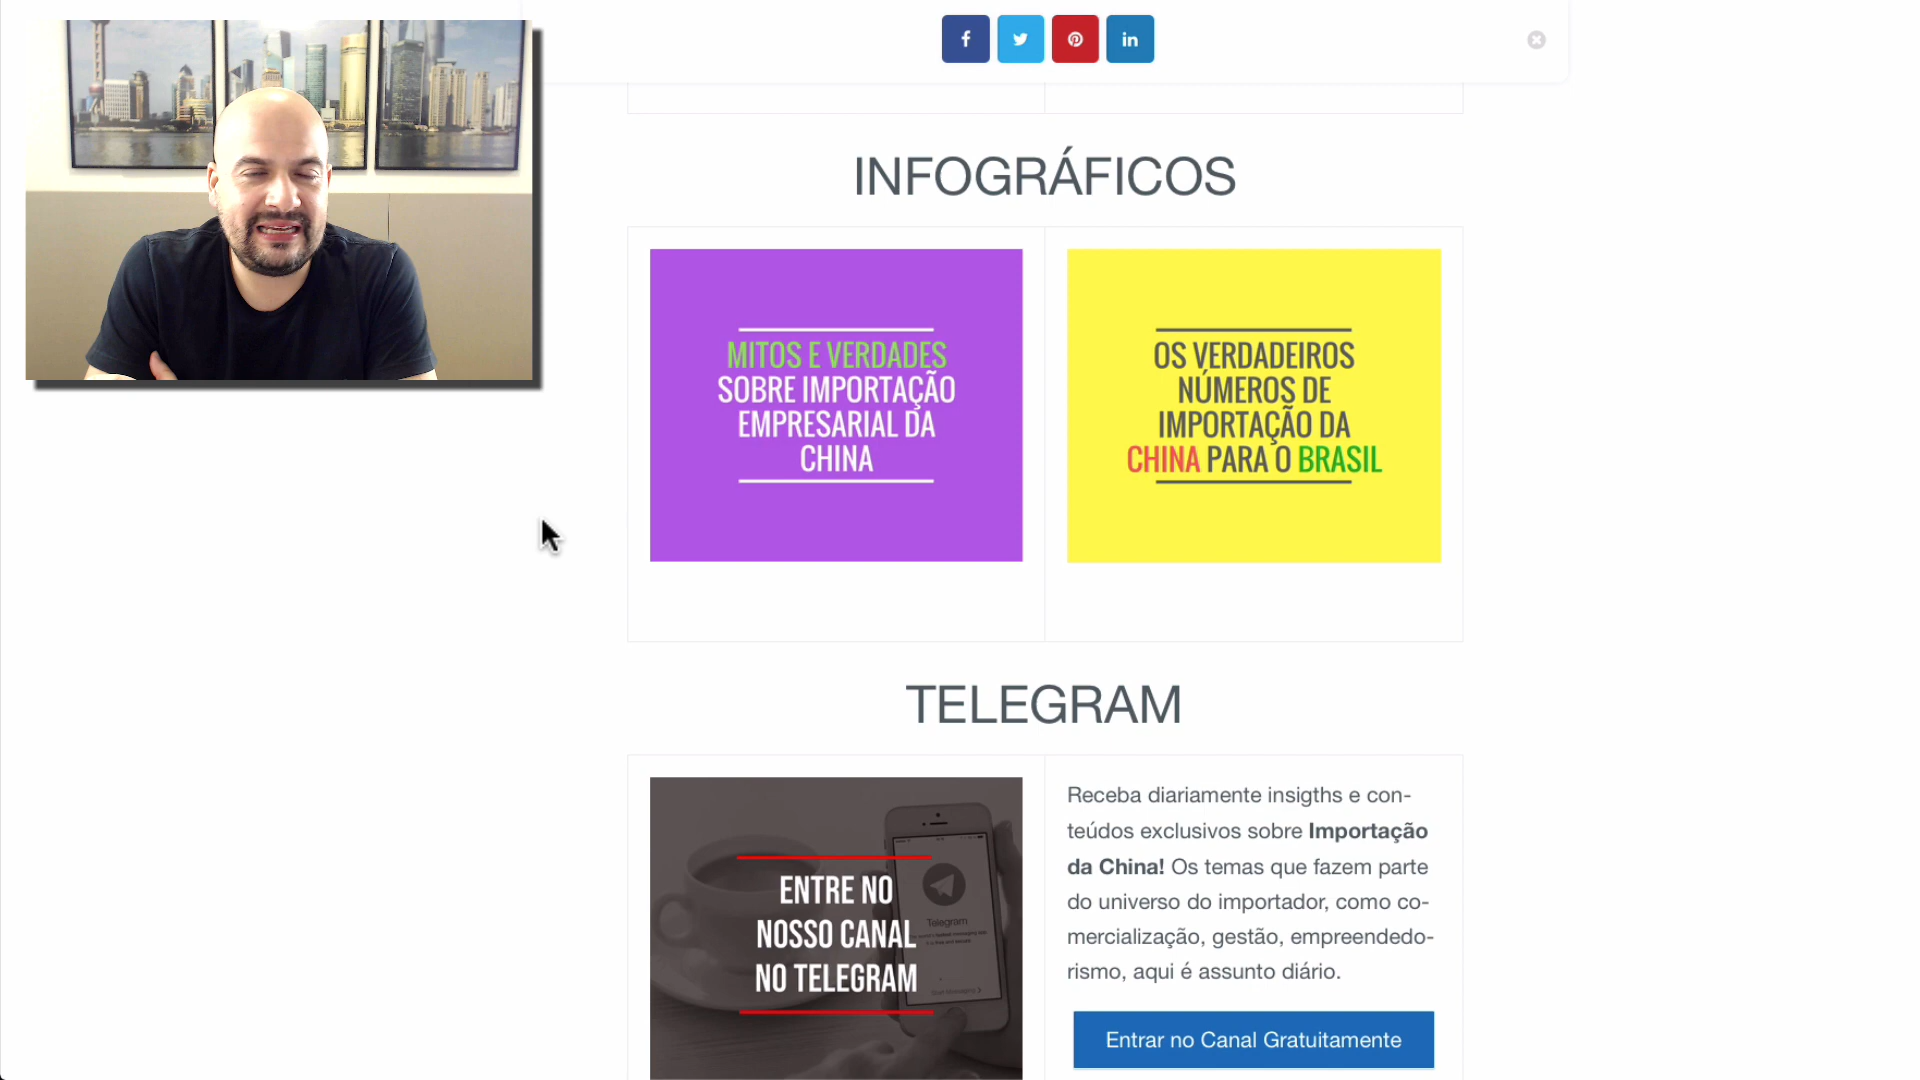 INFOGRÁFICOS
MITOS E VERDADES
SOBRE IMPORTAÇÃO
EMPRESARIAL DA
CHINA
OS VERDADEIROS
NÚMEROS DE
IMPORTAÇÃO DA
CHINA PARA O BRASIL
TELEGRAM
ENTRE NO
NOSSO CANAL
NO TELEGRAM
Telegram
Start Messaging
Receba diariamente insigths e con-
teúdos exclusivos sobre Importação
da China! Os temas que fazem parte
do universo do importador, como co-
mercialização, gestão, empreendedo-
rismo, aqui é assunto diário.
Entrar no Canal Gratuitamente